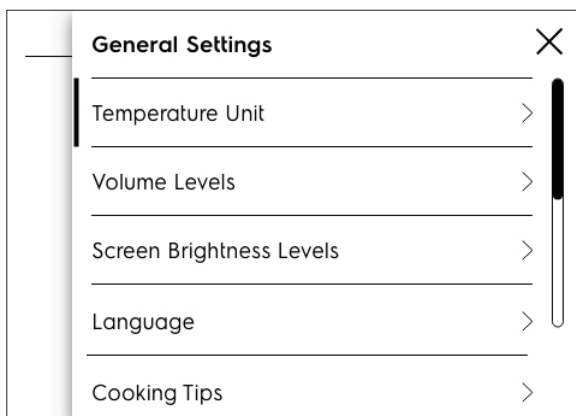 General Settings
Temperature Unit
Volume Levels
Screen Brightness Levels
Language
Cooking Tips